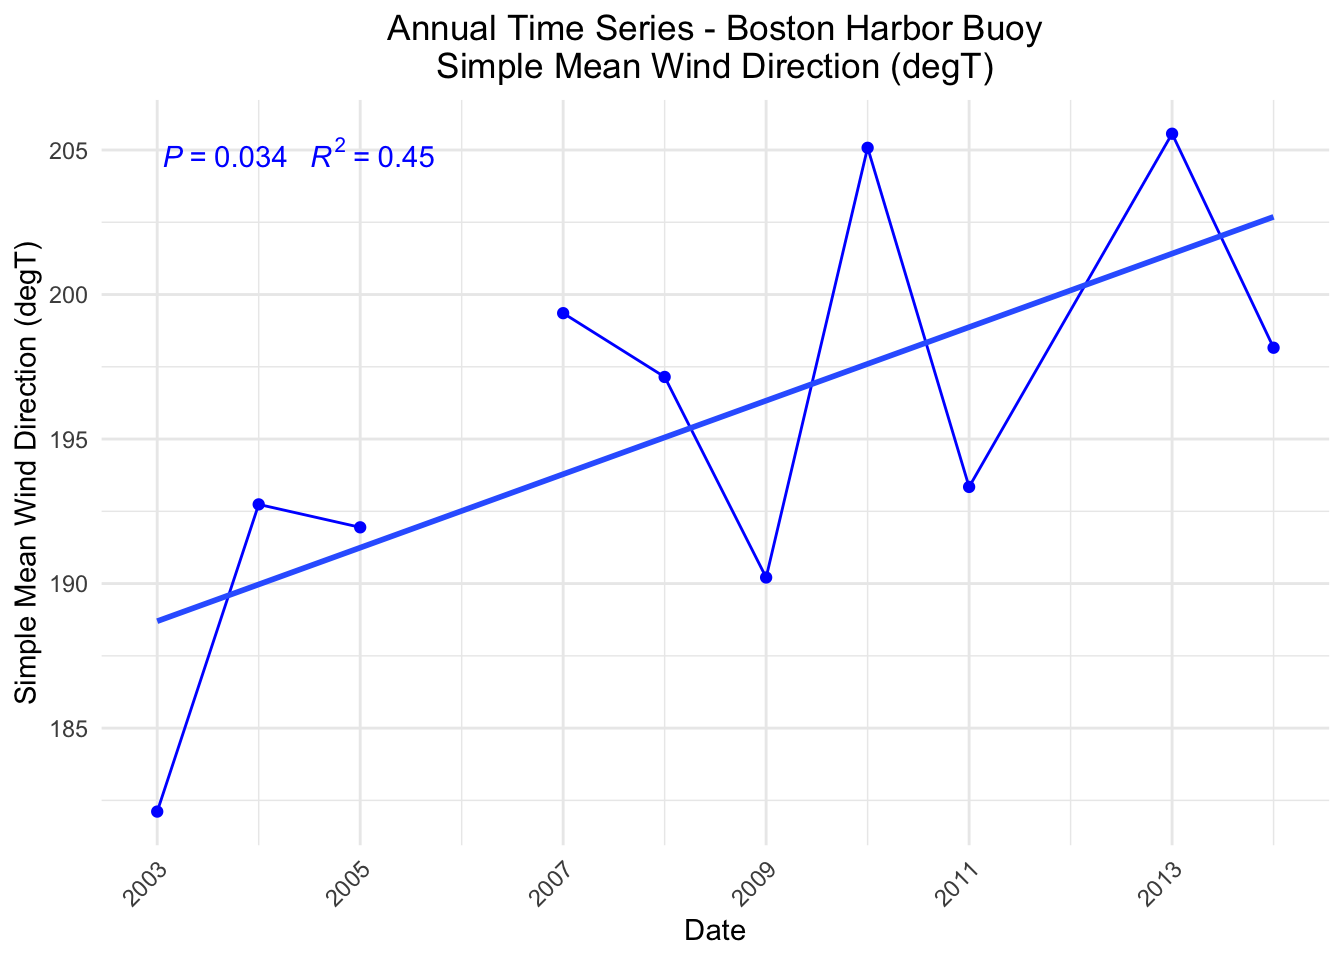 Annual Time Series - Boston Harbor Buoy
Simple Mean Wind Direction (degT)
P = 0.034 R² = 0.45
Simple Mean Wind Direction (degT)
205
200
195
190
185
2003 2005 2007 2009 2011 2013
Date